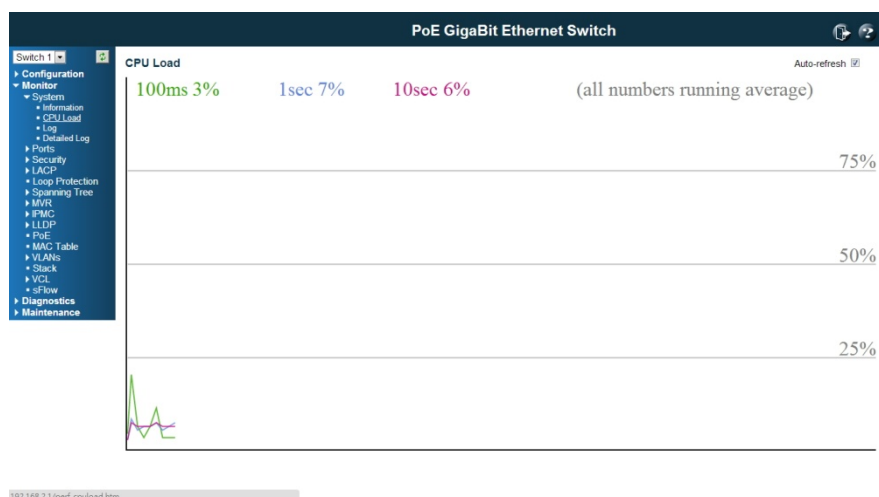 PoE GigaBit Ethernet Switch
Switch 1
Configuration
Monitor
System
Information
CPU Load
Log
Detailed Log
Ports
Security
LACP
Loop Protection
Spanning Tree
MVR
IPMC
LLDP
PoE
MAC Table
VLANs
Stack
VCL
sFlow
Diagnostics
Maintenance
CPU Load
Auto-refresh
100ms 3% 1sec 7% 10sec 6% (all numbers running average)
75%
50%
25%